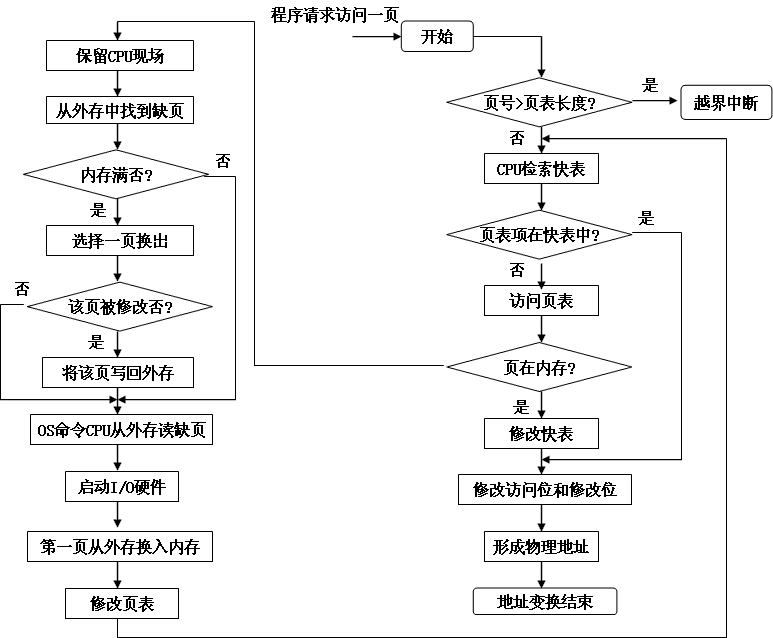 程序请求访问一页
开始
页号>页表长度?
是
越界中断
否
CPU检索快表
页表项在快表中?
是
否
访问页表
页在内存?
是
修改快表
修改访问位和修改位
形成物理地址
地址变换结束
保留CPU现场
从外存中找到缺页
内存满否?
否
是
选择一页换出
该页被修改否?
否
是
将该页写回外存
OS命令CPU从外存读缺页
启动I/O硬件
第一页从外存换入内存
修改页表